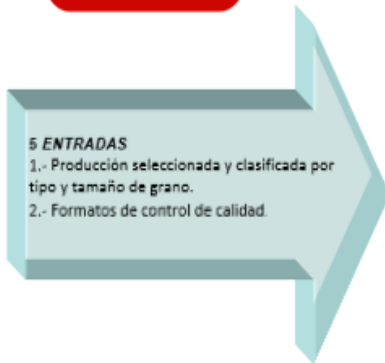 5 ENTRADAS
1.- Producción seleccionada y clasificada por
tipo y tamaño de grano.
2.- Formatos de control de calidad.